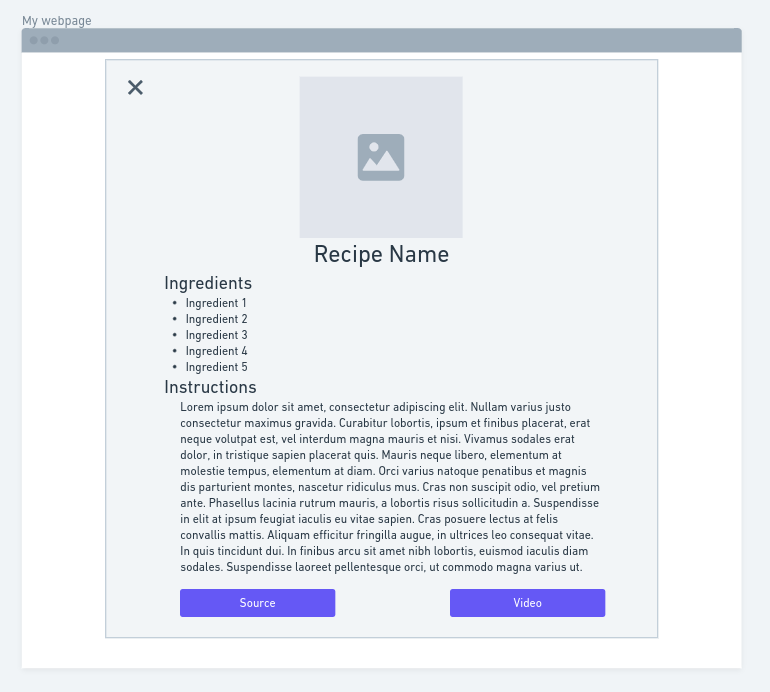 My webpage
Recipe Name
Ingredients
• Ingredient 1
• Ingredient 2
• Ingredient 3
• Ingredient 4
• Ingredient 5
Instructions
Lorem ipsum dolor sit amet, consectetur adipiscing elit. Nullam varius justo
consectetur maximus gravida. Curabitur lobortis, ipsum et finibus placerat, erat
neque volutpat est, vel interdum magna mauris et nisi. Vivamus sodales erat
dolor, in tristique sapien placerat quis. Mauris neque libero, elementum at
molestie tempus, elementum at diam. Orci varius natoque penatibus et magnis
dis parturient montes, nascetur ridiculus mus. Cras non suscipit odio, vel pretium
ante. Phasellus lacinia rutrum mauris, a lobortis risus sollicitudin a. Suspendisse
in elit at ipsum feugiat iaculis eu vitae sapien. Cras posuere lectus at felis
convallis mattis. Aliquam efficitur fringilla augue, in ultrices leo consequat vitae.
In quis tincidunt dui. In finibus arcu sit amet nibh lobortis, euismod iaculis diam
sodales. Suspendisse laoreet pellentesque orci, ut commodo magna varius ut.
Source
Video